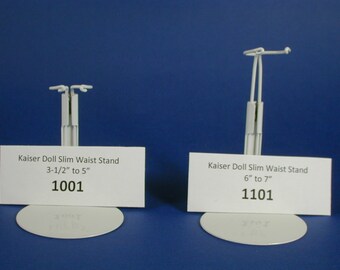 Kaiser Doll Slim Waist Stand
3-1/2” to 5”
1001
Kaiser Doll Slim Waist Stand
6” to 7”
1101